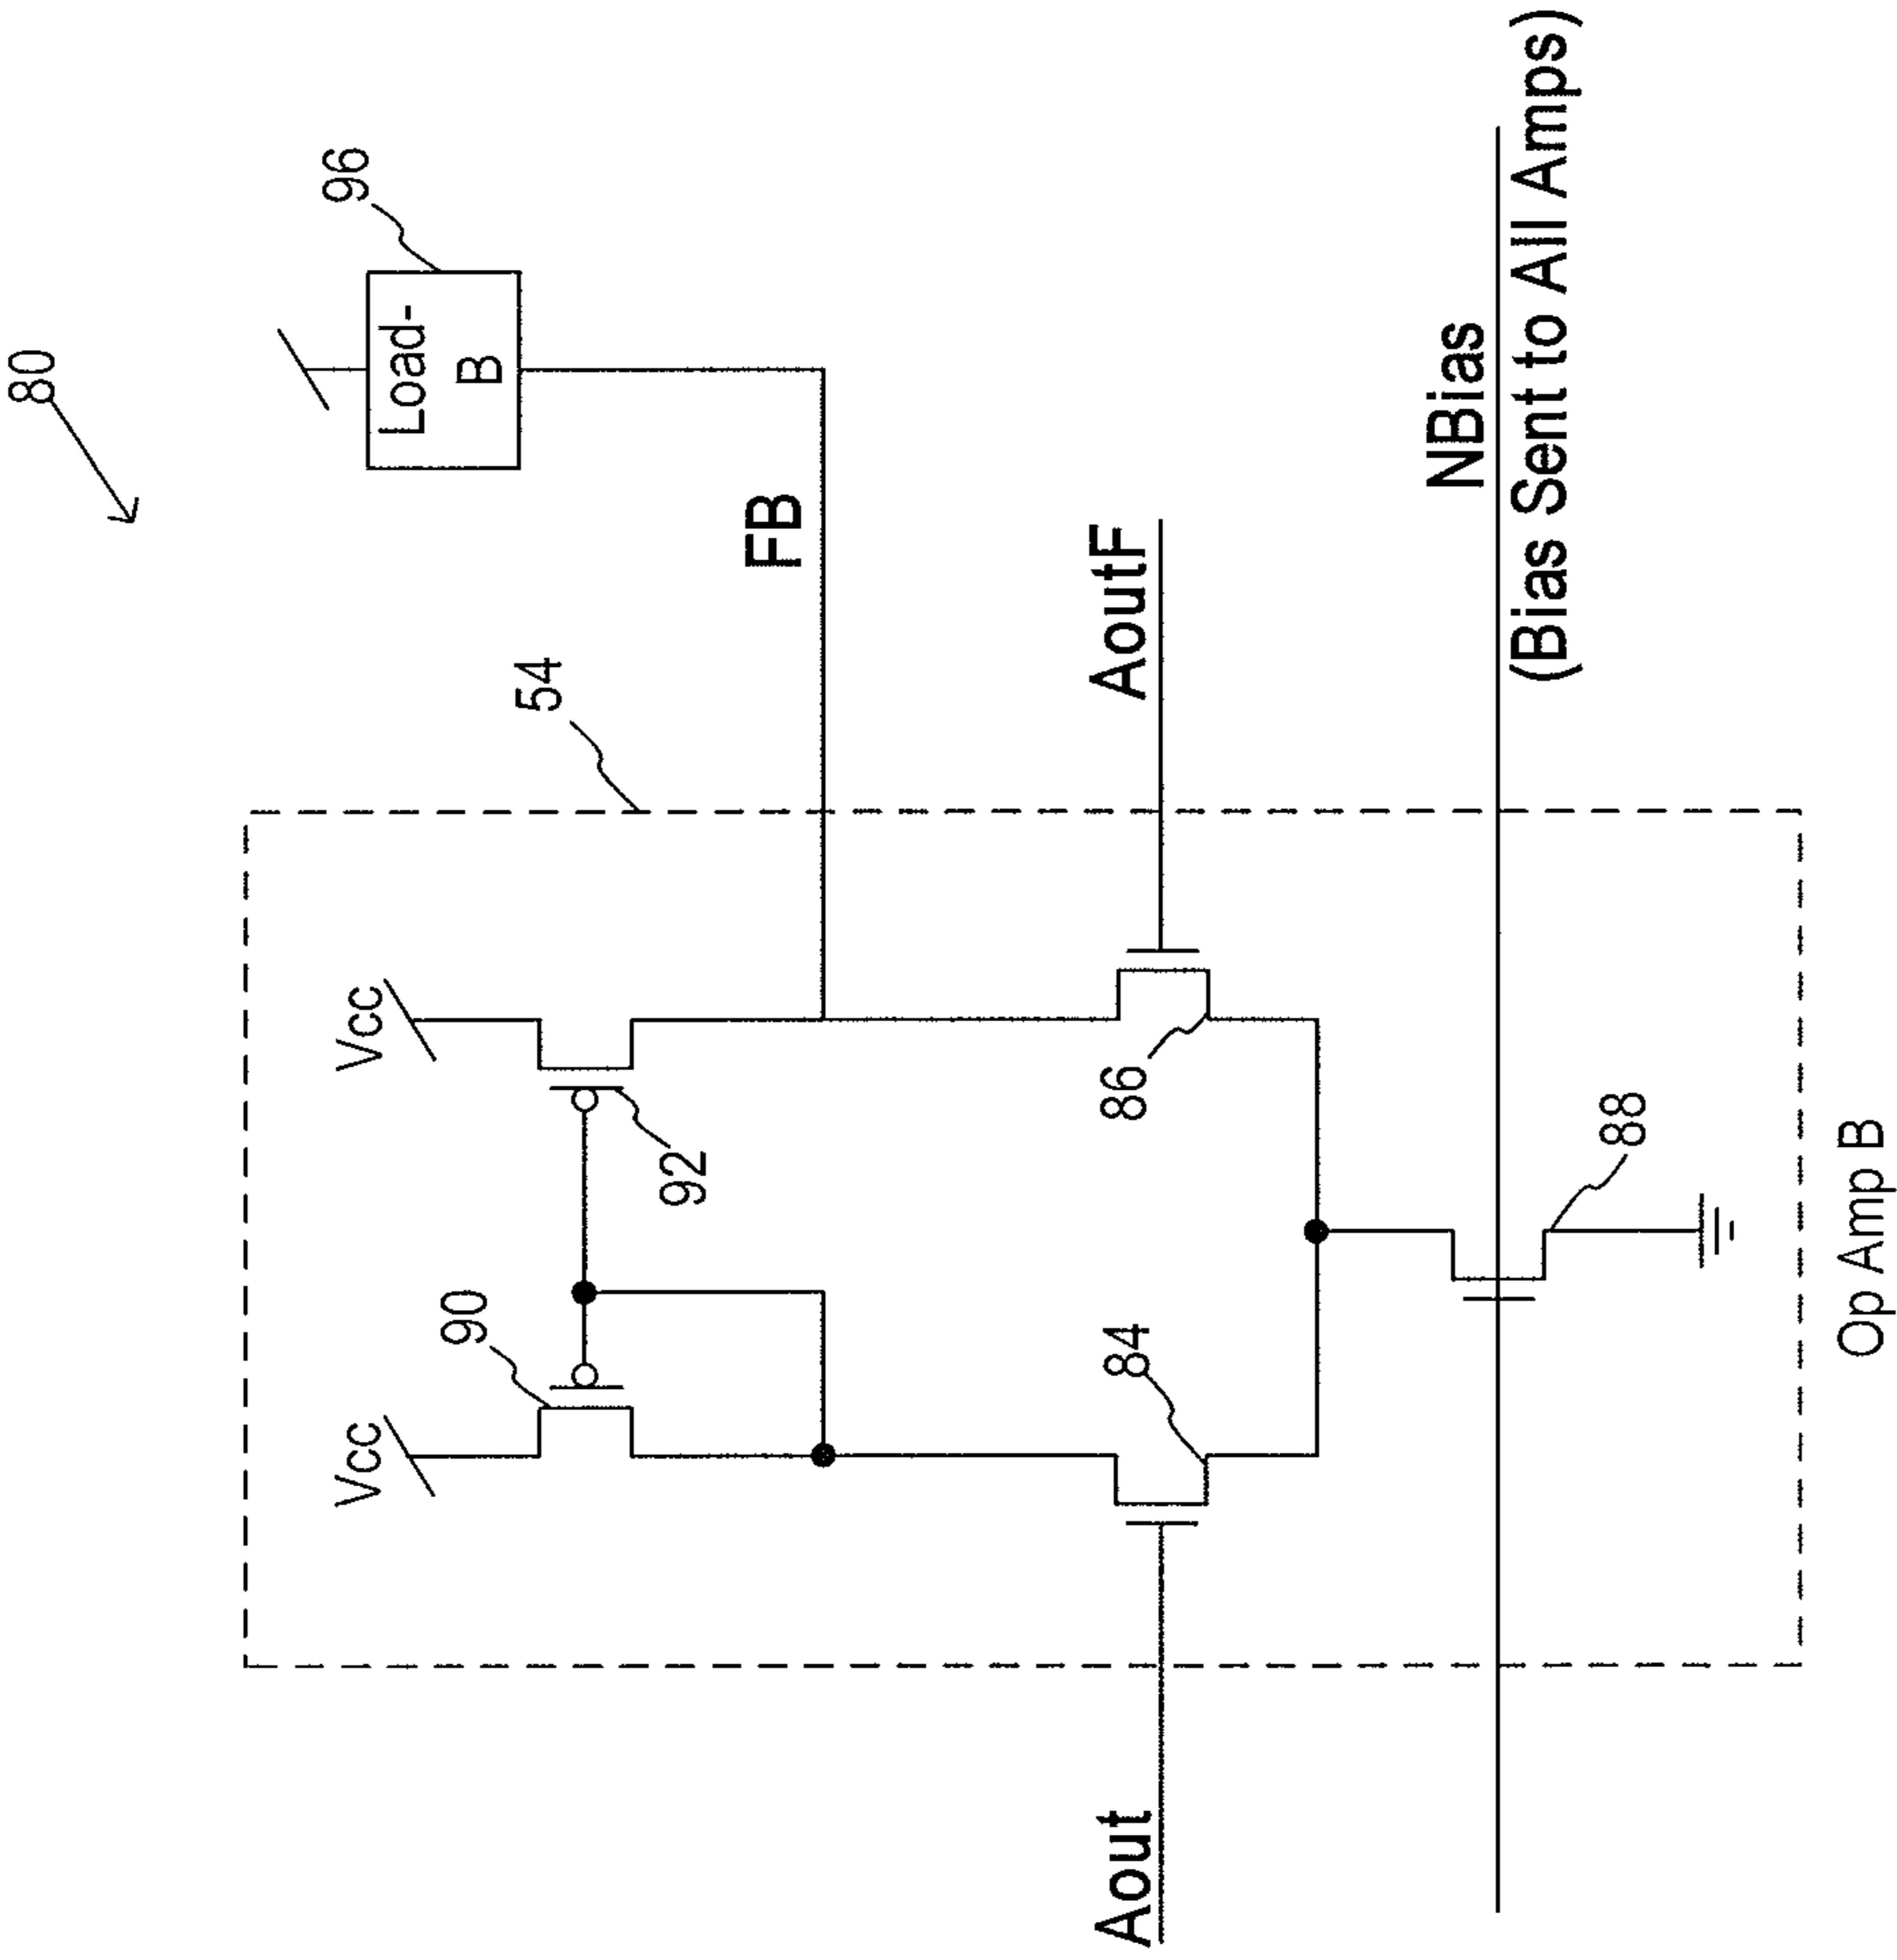 80
96
Load-
B
54
FB
Vcc
Vcc
90
92
AoutF
86
84
Aout
NBias
(Bias Sent to All Amps)
88
Op Amp B